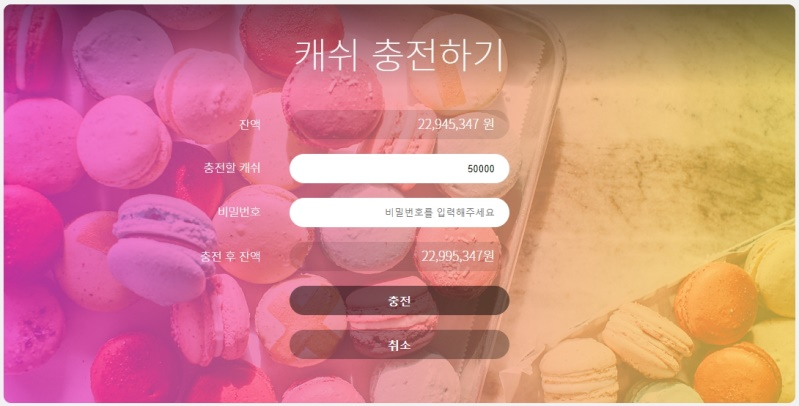 캐쉬 충전하기
잔액 22,945,347 원
충전할 캐쉬 50000
비밀번호 비밀번호를 입력해주세요
충전 후 잔액 22,995,347원
충전
취소